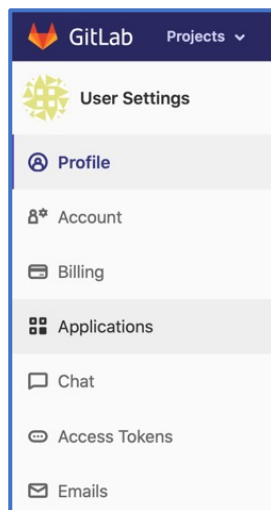 GitLab Projects
User Settings
Profile
Account
Billing
Applications
Chat
Access Tokens
Emails